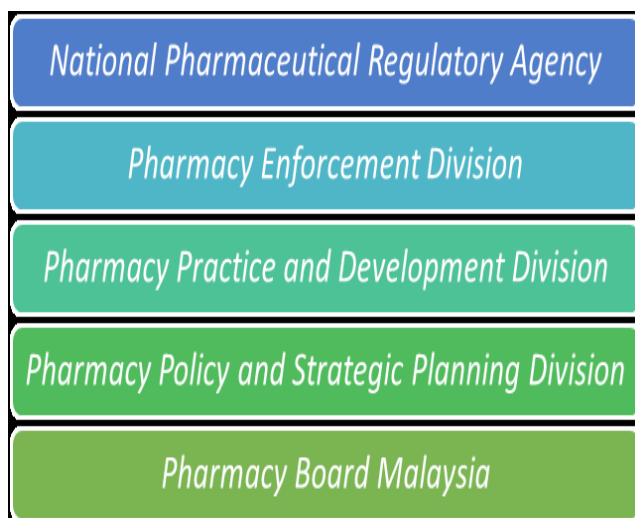 National Pharmaceutical Regulatory Agency
Pharmacy Enforcement Division
Pharmacy Practice and Development Division
Pharmacy Policy and Strategic Planning Division
Pharmacy Board Malaysia